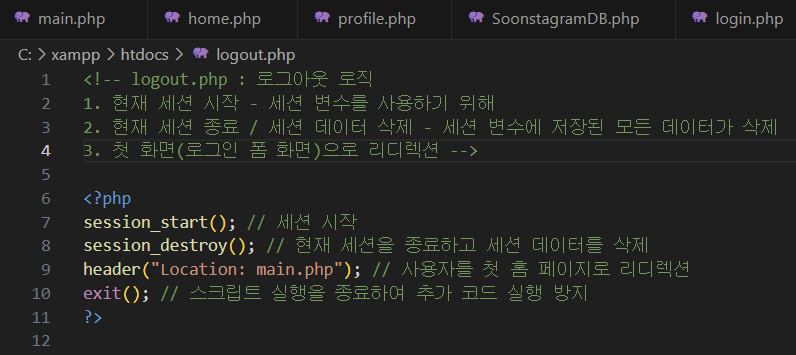 main.php home.php profile.php SoonstagramDB.php login.php
C: > xampp > htdocs > logout.php
1 <!-- logout.php : 로그아웃 로직
2 1. 현재 세션 시작 - 세션 변수를 사용하기 위해
3 2. 현재 세션 종료 / 세션 데이터 삭제 - 세션 변수에 저장된 모든 데이터가 삭제
4 3. 첫 화면(로그인 폼 화면)으로 리디렉션 -->
5
6 <?php
7 session_start(); // 세션 시작
8 session_destroy(); // 현재 세션을 종료하고 세션 데이터를 삭제
9 header("Location: main.php"); // 사용자를 첫 홈 페이지로 리디렉션
10 exit(); // 스크립트 실행을 종료하여 추가 코드 실행 방지
11 ?>
12